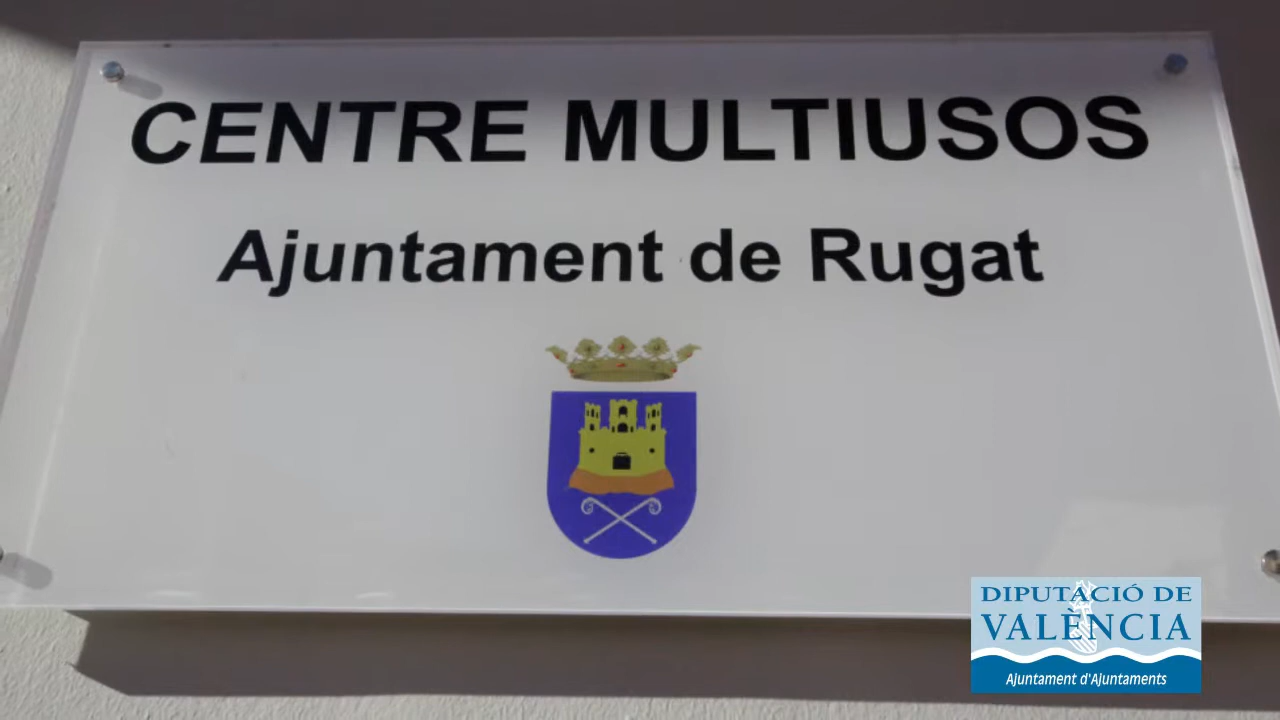 CENTRE MULTIUSOS
Ajuntament de Rugat
DIPUTACIÓ DE
VALÈNCIA
Ajuntament d'Ajuntaments